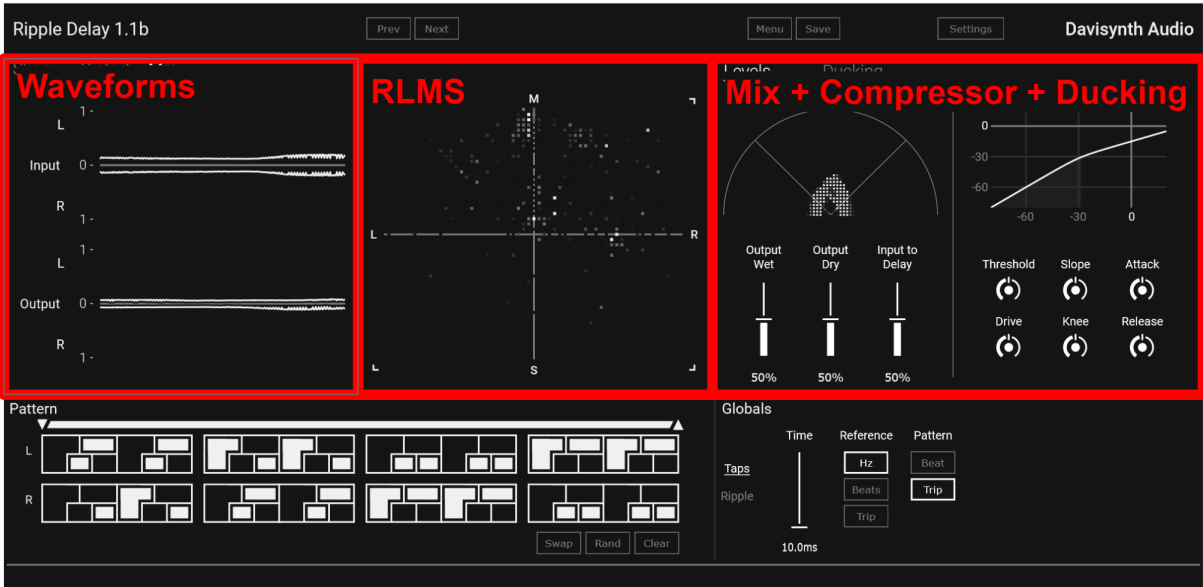 Ripple Delay 1.1b
Prev Next
Menu Save
Settings
Davisynth Audio
Waveforms
1 -
L
Input 0 -
R
1 -
1 -
L
Output 0 -
R
1 -
RLMS
M
L R
S
Levels Ducking
Mix + Compressor + Ducking
0
-30
-60
-60 -30 0
Output Wet
Output Dry
Input to Delay
50% 50% 50%
Threshold Slope Attack
Drive Knee Release
Pattern
L
R
Swap Rand Clear
Globals
Time Reference Pattern
Taps
Ripple
Hz Beat
Beats Trip
Trip
10.0ms